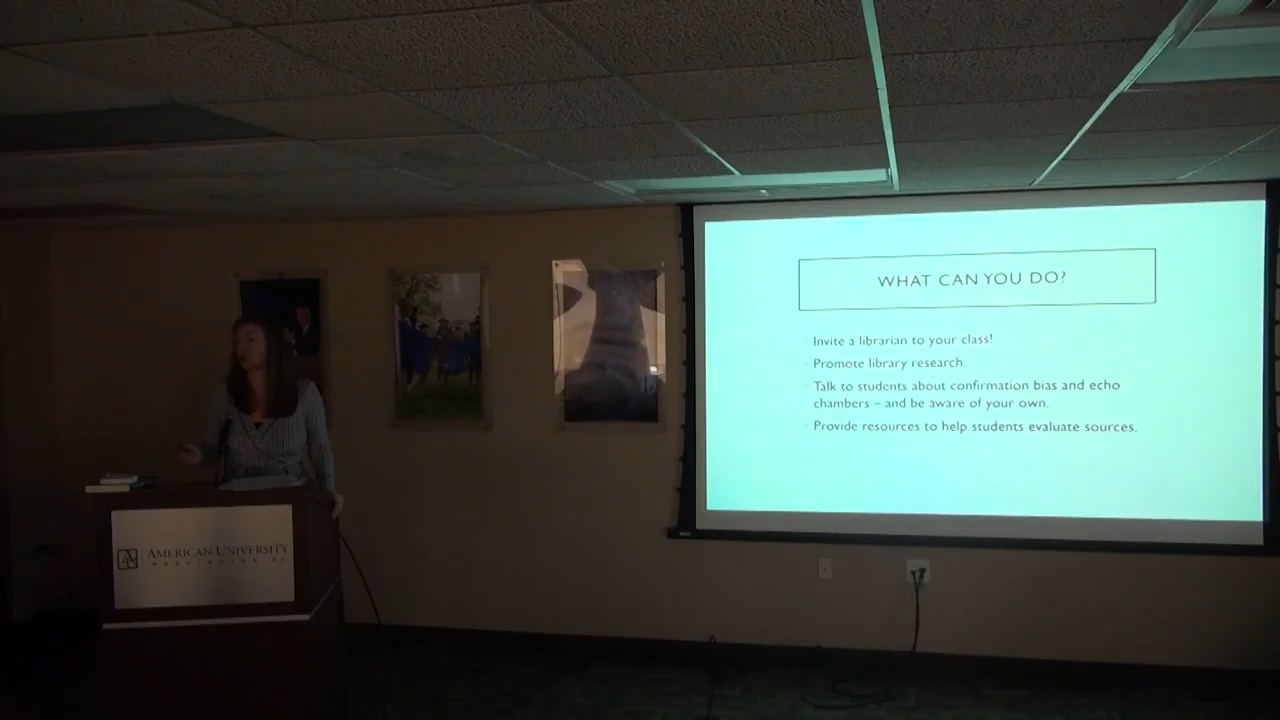 WHAT CAN YOU DO?
Invite a librarian to your class!
Promote library research.
Talk to students about confirmation bias and echo
chambers – and be aware of your own.
Provide resources to help students evaluate sources.
AMERICAN UNIVERSITY